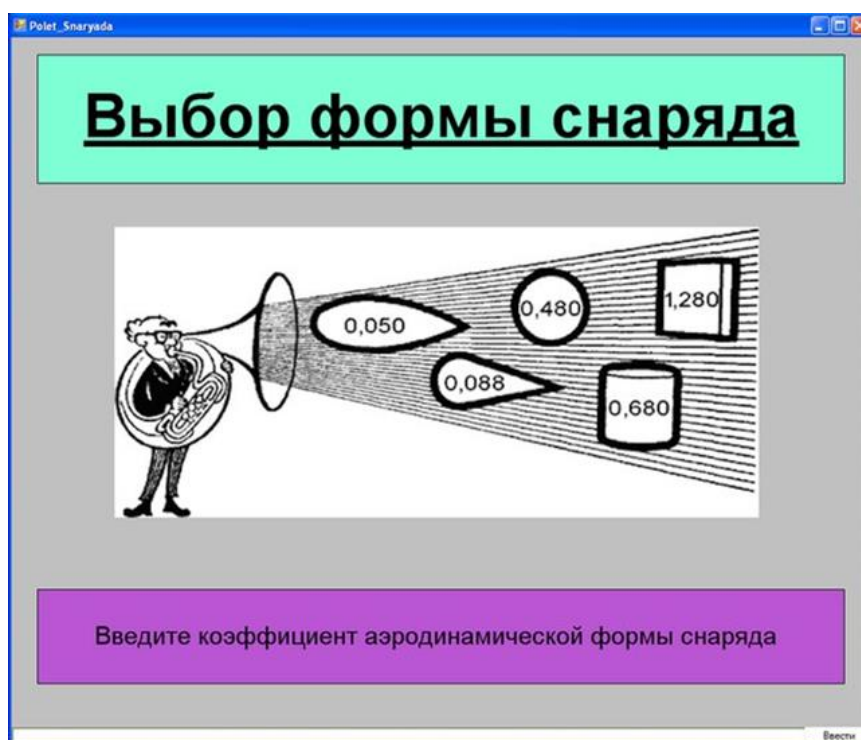 Polet_Snaryada
Выбор формы снаряда
0,050
0,480
1,280
0,088
0,680
Введите коэффициент аэродинамической формы снаряда
Ввести